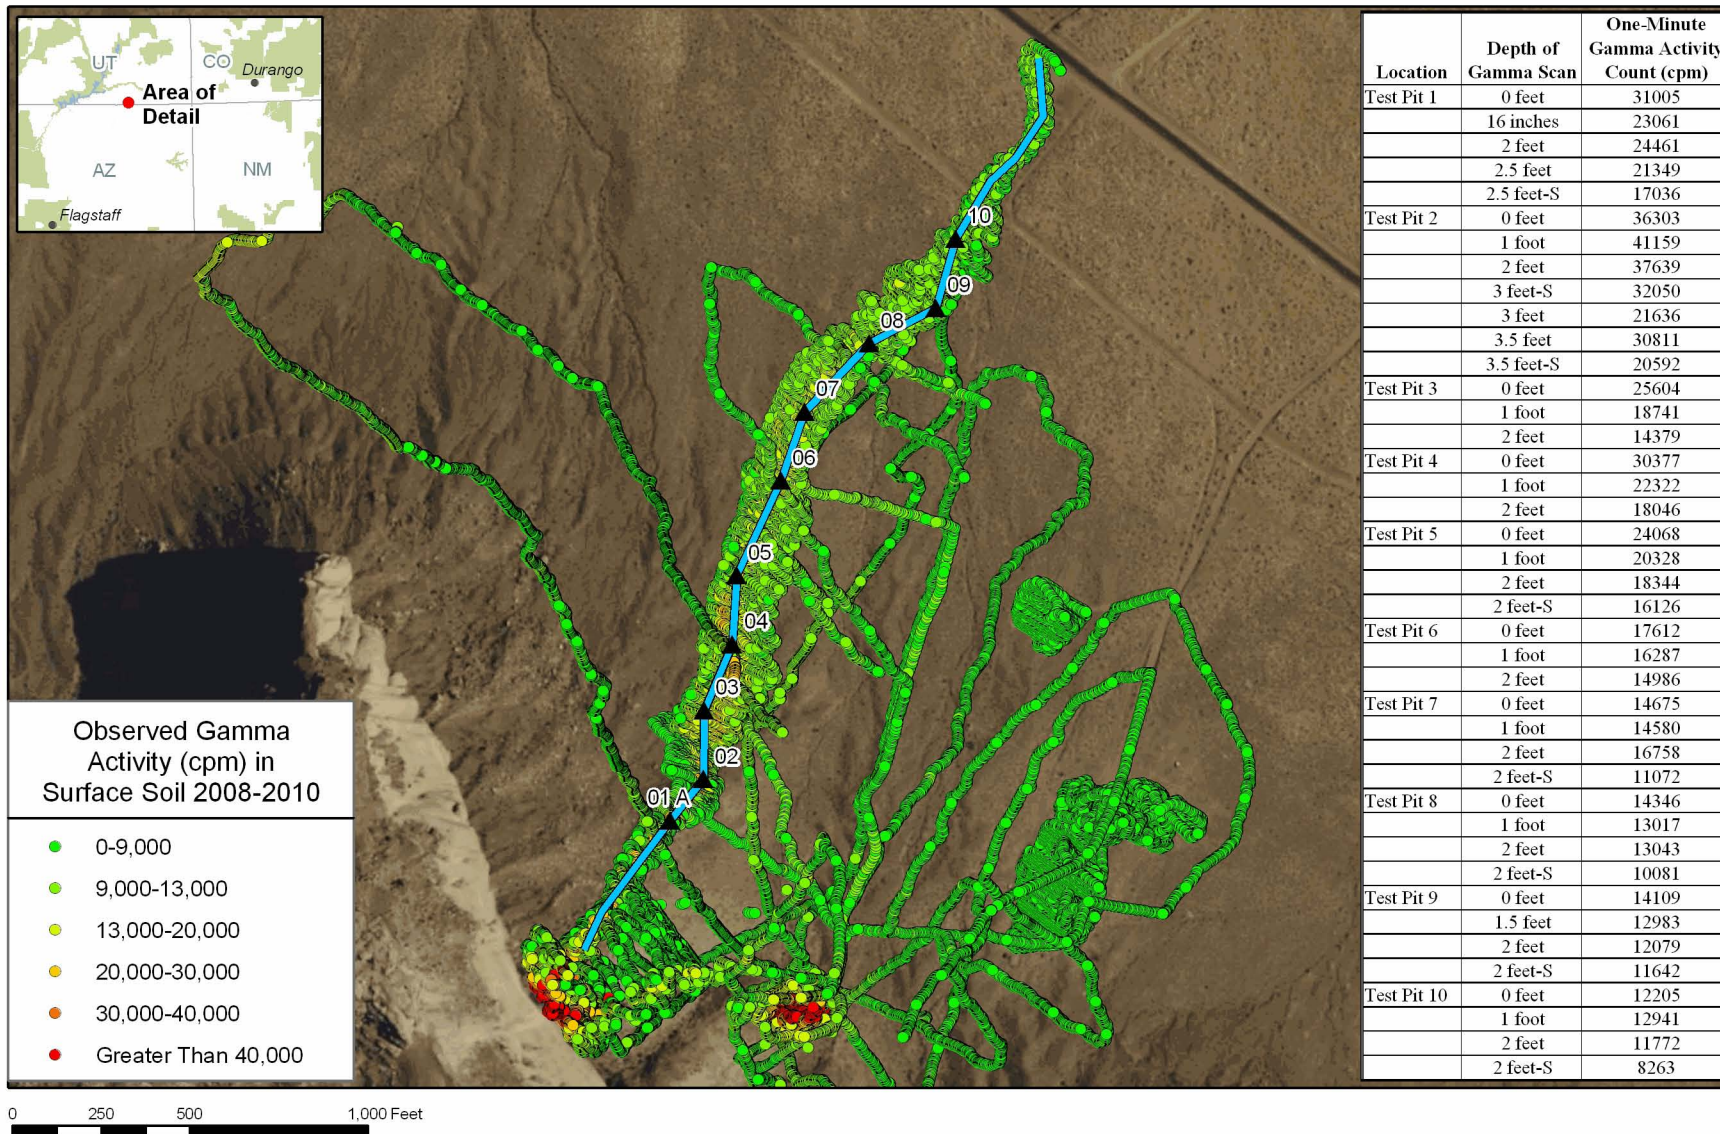 UT
CO
Durango
Area of
Detail
AZ
NM
Flagstaff
10
09
08
07
06
05
04
03
02
01 A
Observed Gamma
Activity (cpm) in
Surface Soil 2008-2010
0-9,000
9,000-13,000
13,000-20,000
20,000-30,000
30,000-40,000
Greater Than 40,000
0 250 500 1,000 Feet
Location Depth of Gamma Scan One-Minute Gamma Activity Count (cpm)
Test Pit 1 0 feet 31005
16 inches 23061
2 feet 24461
2.5 feet 21349
2.5 feet-S 17036
Test Pit 2 0 feet 36303
1 foot 41159
2 feet 37639
3 feet-S 32050
3 feet 21636
3.5 feet 30811
3.5 feet-S 20592
Test Pit 3 0 feet 25604
1 foot 18741
2 feet 14379
Test Pit 4 0 feet 30377
1 foot 22322
2 feet 18046
Test Pit 5 0 feet 24068
1 foot 20328
2 feet 18344
2 feet-S 16126
Test Pit 6 0 feet 17612
1 foot 16287
2 feet 14986
Test Pit 7 0 feet 14675
1 foot 14580
2 feet 16758
2 feet-S 11072
Test Pit 8 0 feet 14346
1 foot 13017
2 feet 13043
2 feet-S 10081
Test Pit 9 0 feet 14109
1.5 feet 12983
2 feet 12079
2 feet-S 11642
Test Pit 10 0 feet 12205
1 foot 12941
2 feet 11772
2 feet-S 8263